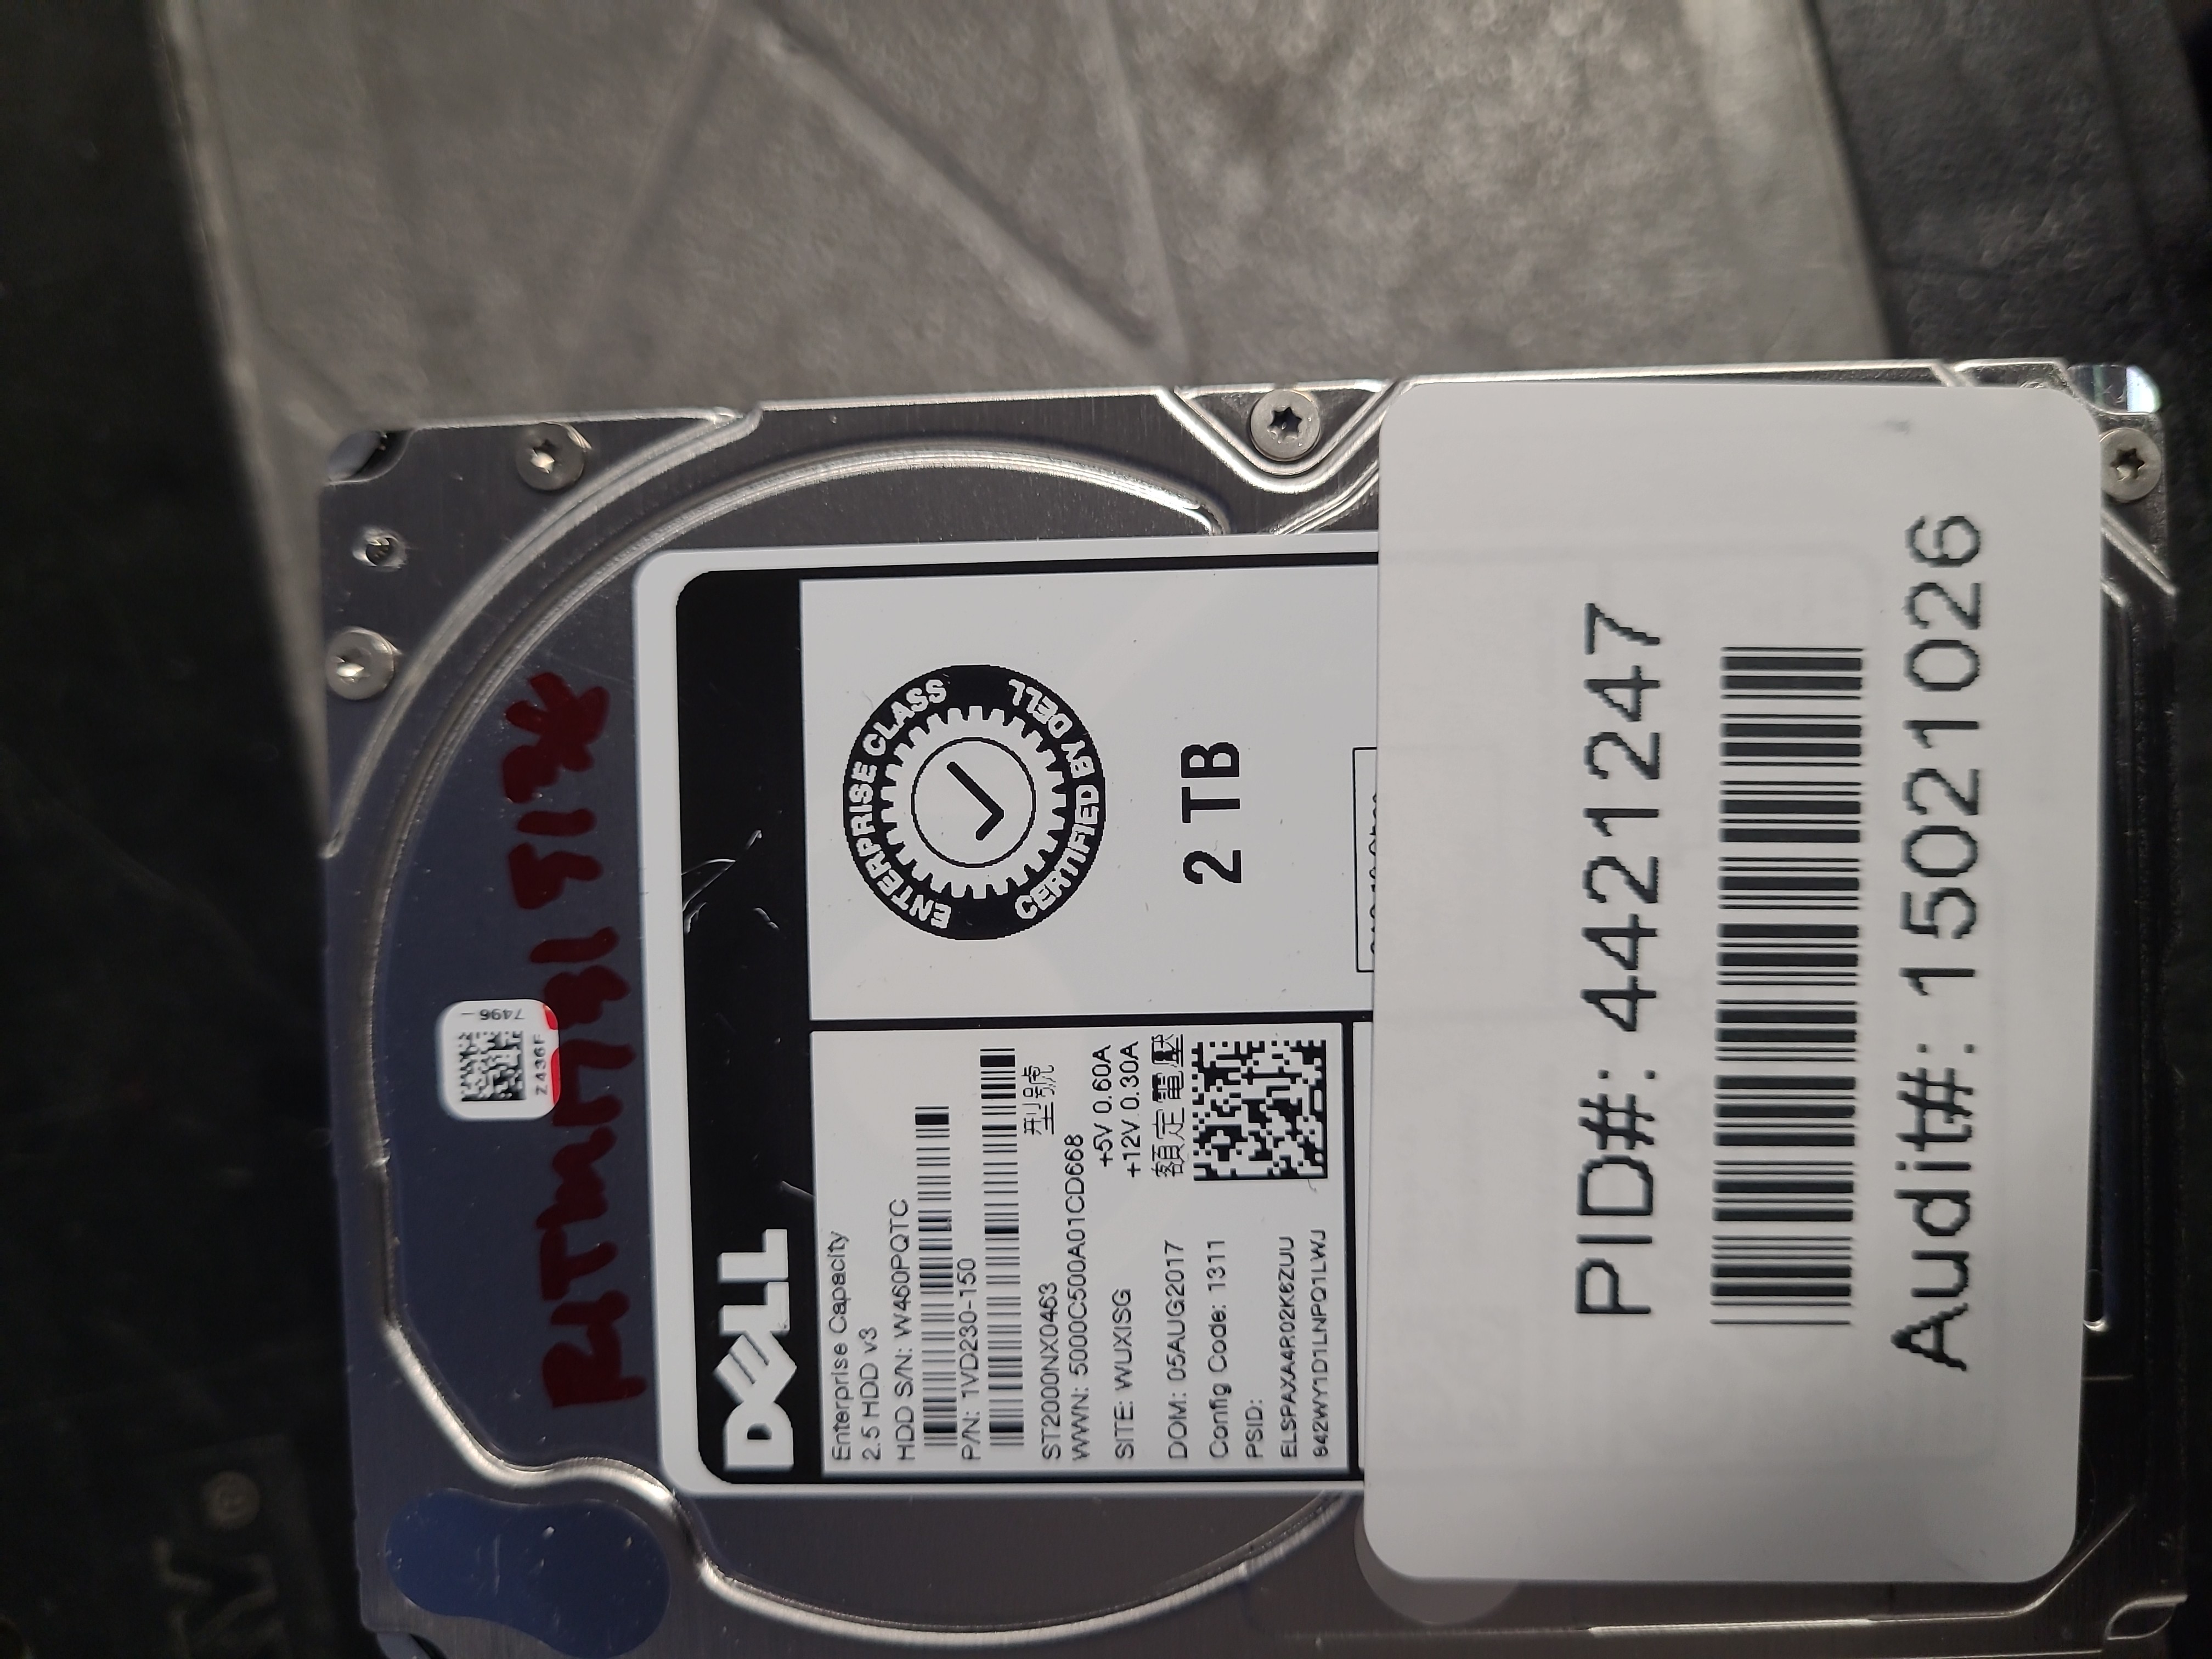 7496
Z436F
DELL
Enterprise Capacity
2.5 HDD v3
HDD S/N: W460PQTC
P/N: 1VD230-150
ST2000NX0463
型號
WWN: 5000C500A01CD668
+5V 0.60A
SITE: WUXISG
+12V 0.30A
DOM: 05AUG2017
額定電壓
Config Code: 1311
PSID:
ELSPAXA4R02K6ZUU
942WY1D1LNPQ1LWJ
ENTERPRISE CLASS
CERTIFIED BY DELL
2 TB
PID#: 4421247
Audit#: 15021026